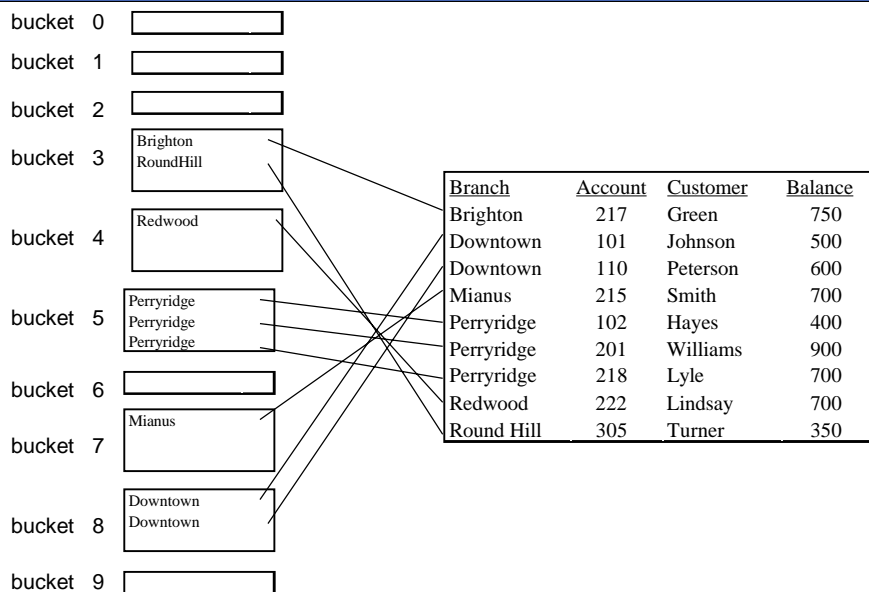 bucket 0
bucket 1
bucket 2
bucket 3
Brighton
RoundHill
bucket 4
Redwood
bucket 5
Perryridge
Perryridge
Perryridge
bucket 6
bucket 7
Mianus
bucket 8
Downtown
Downtown
bucket 9
Branch Account Customer Balance
Brighton 217 Green 750
Downtown 101 Johnson 500
Downtown 110 Peterson 600
Mianus 215 Smith 700
Perryridge 102 Hayes 400
Perryridge 201 Williams 900
Perryridge 218 Lyle 700
Redwood 222 Lindsay 700
Round Hill 305 Turner 350